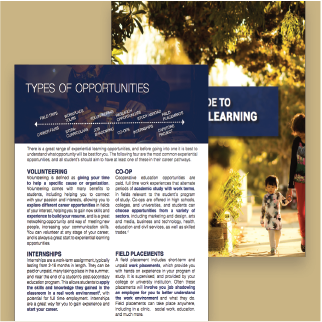 DE TO
LEARNING
TYPES OF OPPORTUNITIES
FIELD TRIPS
WORKPLACE TOURS
VOLUNTEERING
RESEARCH OPPORTUNITIES
STUDY ABROAD
FIELD PLACEMENT
CAREER FAIRS
EXTRA-CURRICULAR
JOB SHADOWING
CO-OP
INTERNSHIPS
CAPSTONE PROJECT
There is a great range of experiential learning opportunities, and before going into one it is best to
understand what opportunity will be best for you. The following four are the most common experiential
opportunities, and all students should aim to have at least one of these in their career pathways.
VOLUNTEERING
Volunteering is defined as giving your time
to help a specific cause or organization.
Volunteering comes with many benefits to
students, including helping you to connect
with your passion and interests, allowing you to
explore different career opportunities in fields
of your interest, helping you to gain new skills and
experience to build your resume, and is a great
networking opportunity and way of meeting new
people, increasing your communication skills.
You can volunteer at any stage of your career
and is always a great start to experiential learning
opportunities.
INTERNSHIPS
Internships are a work-term assignment, typically
lasting from 3-16 months in length. They can be
paid or unpaid, many taking place in the summer,
and near the end of a student's post-secondary
education program. This allows students to apply
the skills and knowledge they gained in the
classroom in a real work environment, with
potential for full time employment. Internships
are a great way for you to gain experience and
start your career.
CO-OP
Cooperative education opportunities are
paid, full time work experiences that alternate
periods of academic study with work terms
in fields relevant to the student's program
of study. Co-ops are offered in high schools,
colleges, and universities, and students can
choose opportunities from a variety of
sectors, including marketing and design, arts
and media, business and technology, health,
education and civil services, as well as skilled
trades.
FIELD PLACEMENTS
A field placement includes short-term and
unpaid work placements, which provide you
with hands on experience in your program of
study. It is supervised, and provided by your
college or university institution. Often these
placements will involve you job shadowing
an employee for you to better understand
the work environment and what they do.
Field placements can take place anywhere,
including in a clinic, social work, education,
and much more.